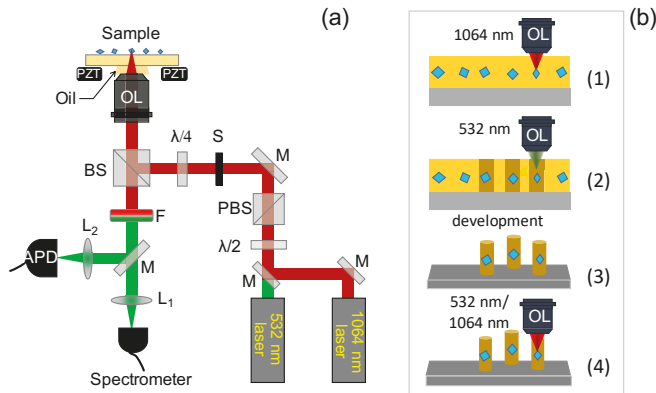 (a)
Sample
PZT
PZT
Oil
OL
λ/4
S
M
BS
PBS
F
L2
λ/2
APD
M
M
M
L1
532 nm
laser
1064 nm
laser
Spectrometer
(b)
1064 nm
OL
(1)
532 nm
OL
(2)
development
(3)
532 nm/
1064 nm
OL
(4)